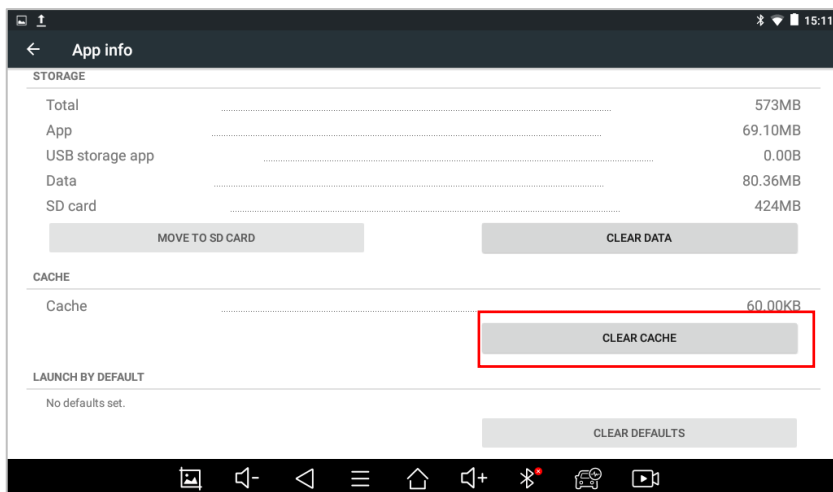 15:11
App info
STORAGE
Total 573MB
App 69.10MB
USB storage app 0.00B
Data 80.36MB
SD card 424MB
MOVE TO SD CARD CLEAR DATA
CACHE
Cache 60.00KB
CLEAR CACHE
LAUNCH BY DEFAULT
No defaults set.
CLEAR DEFAULTS